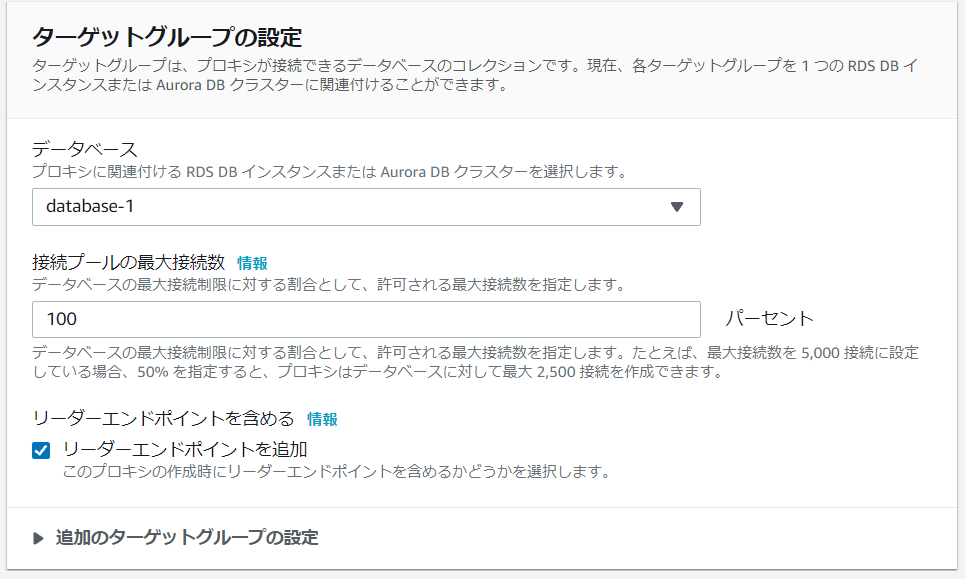 ターゲットグループの設定
ターゲットグループは、プロキシが接続できるデータベースのコレクションです。現在、各ターゲットグループを 1 つの RDS DB イ
ンスタンスまたは Aurora DB クラスターに関連付けることができます。
データベース
プロキシに関連付ける RDS DB インスタンスまたは Aurora DB クラスターを選択します。
database-1
接続プールの最大接続数 情報
データベースの最大接続制限に対する割合として、許可される最大接続数を指定します。
100 パーセント
データベースの最大接続制限に対する割合として、許可される最大接続数を指定します。たとえば、最大接続数を 5,000 接続に設定
している場合、50% を指定すると、プロキシはデータベースに対して最大 2,500 接続を作成できます。
リーダーエンドポイントを含める 情報
リーダーエンドポイントを追加
このプロキシの作成時にリーダーエンドポイントを含めるかどうかを選択します。
追加のターゲットグループの設定